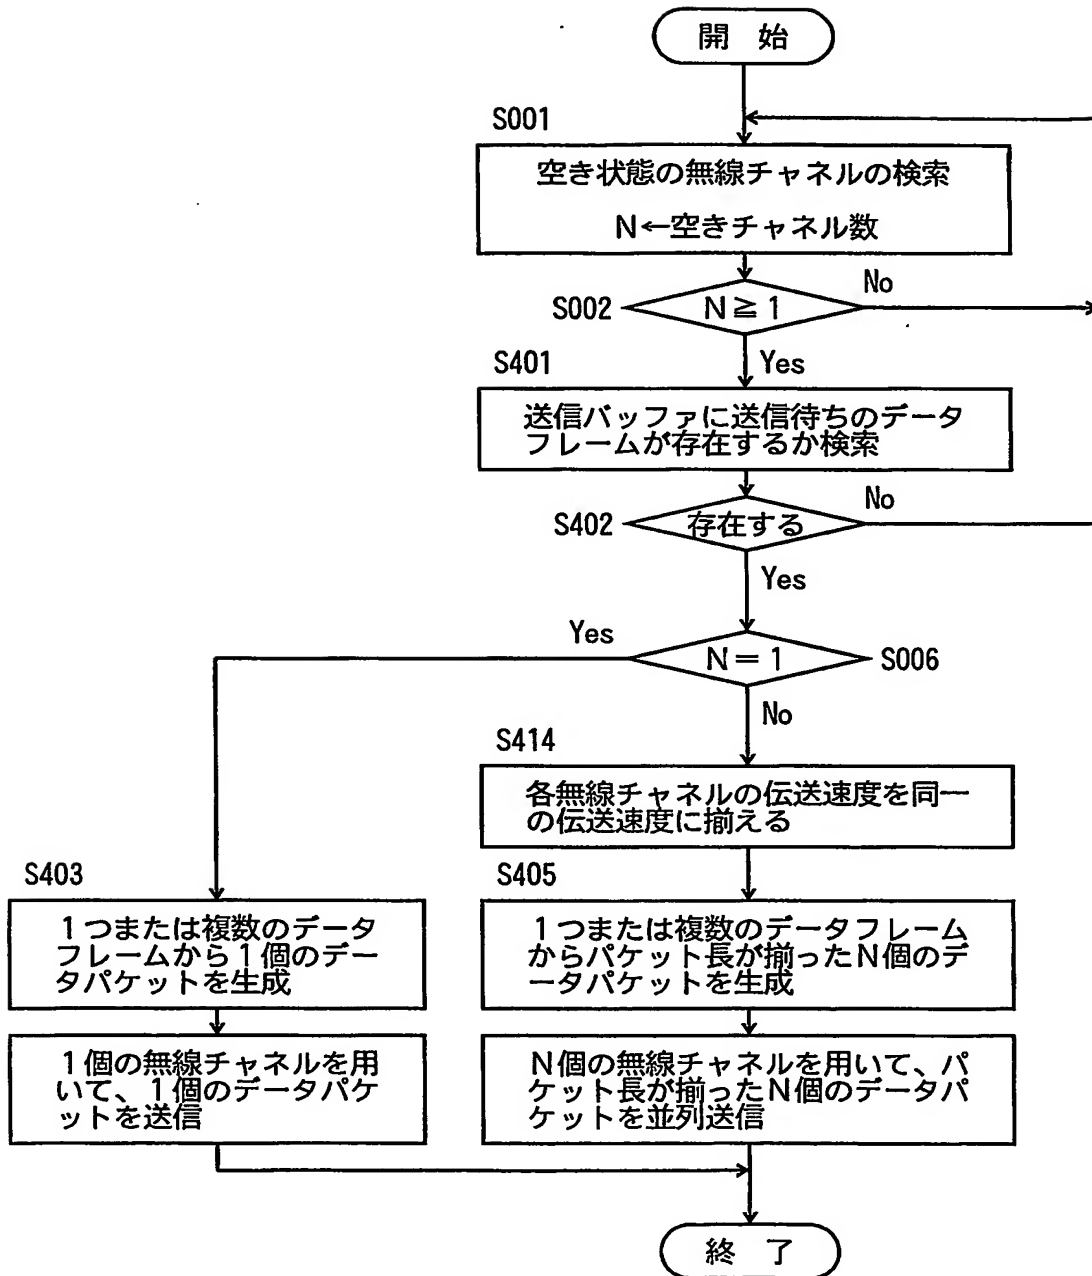 開 始
S001
空き状態の無線チャネルの検索
N←空きチャネル数
No
S002
N≧1
Yes
S401
送信バッファに送信待ちのデータ
フレームが存在するか検索
No
S402
存在する
Yes
Yes
N=1
S006
No
S414
各無線チャネルの伝送速度を同一
の伝送速度に揃える
S403
1つまたは複数のデータ
フレームから1個のデー
タパケットを生成
S405
1つまたは複数のデータフレーム
からパケット長が揃ったN個のデ
ータパケットを生成
1個の無線チャネルを用
いて、1個のデータパケ
ットを送信
N個の無線チャネルを用いて、パ
ケット長が揃ったN個のデータパ
ケットを並列送信
終 了